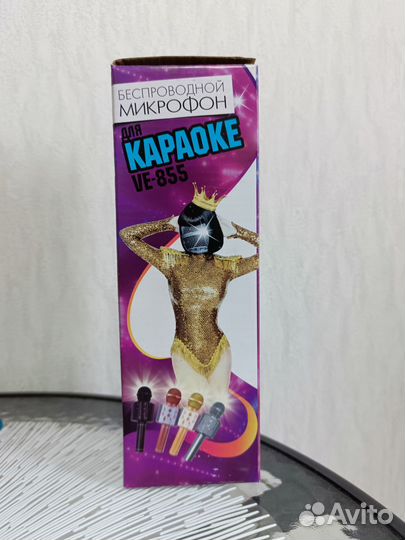 БЕСПРОВОДНОЙ
МИКРОФОН
ДЛЯ
КАРАОКЕ
VE-855
Avito